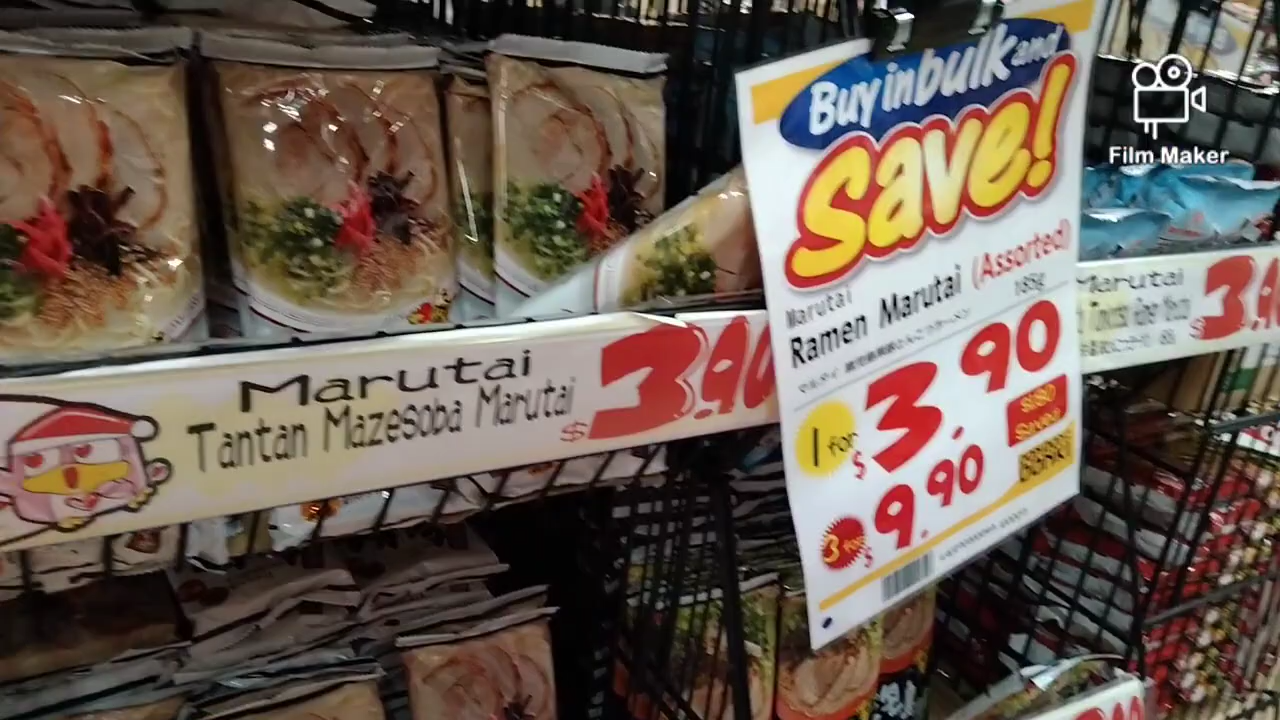 Film Maker
Buy in bulk and
Save!
Marutai
Ramen Marutai (Assorted)
185g
1 for $3.90
3 for $9.90
Marutai
Tantan Mazesoba Marutai
$3.90
Marutai
$3.9